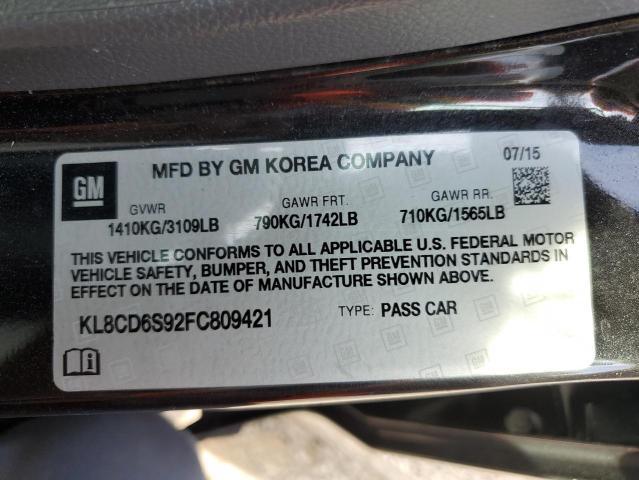 GM
MFD BY GM KOREA COMPANY 07/15
GVWR GAWR FRT. GAWR RR.
1410KG/3109LB 790KG/1742LB 710KG/1565LB
THIS VEHICLE CONFORMS TO ALL APPLICABLE U.S. FEDERAL MOTOR
VEHICLE SAFETY, BUMPER, AND THEFT PREVENTION STANDARDS IN
EFFECT ON THE DATE OF MANUFACTURE SHOWN ABOVE.
KL8CD6S92FC809421 TYPE: PASS CAR